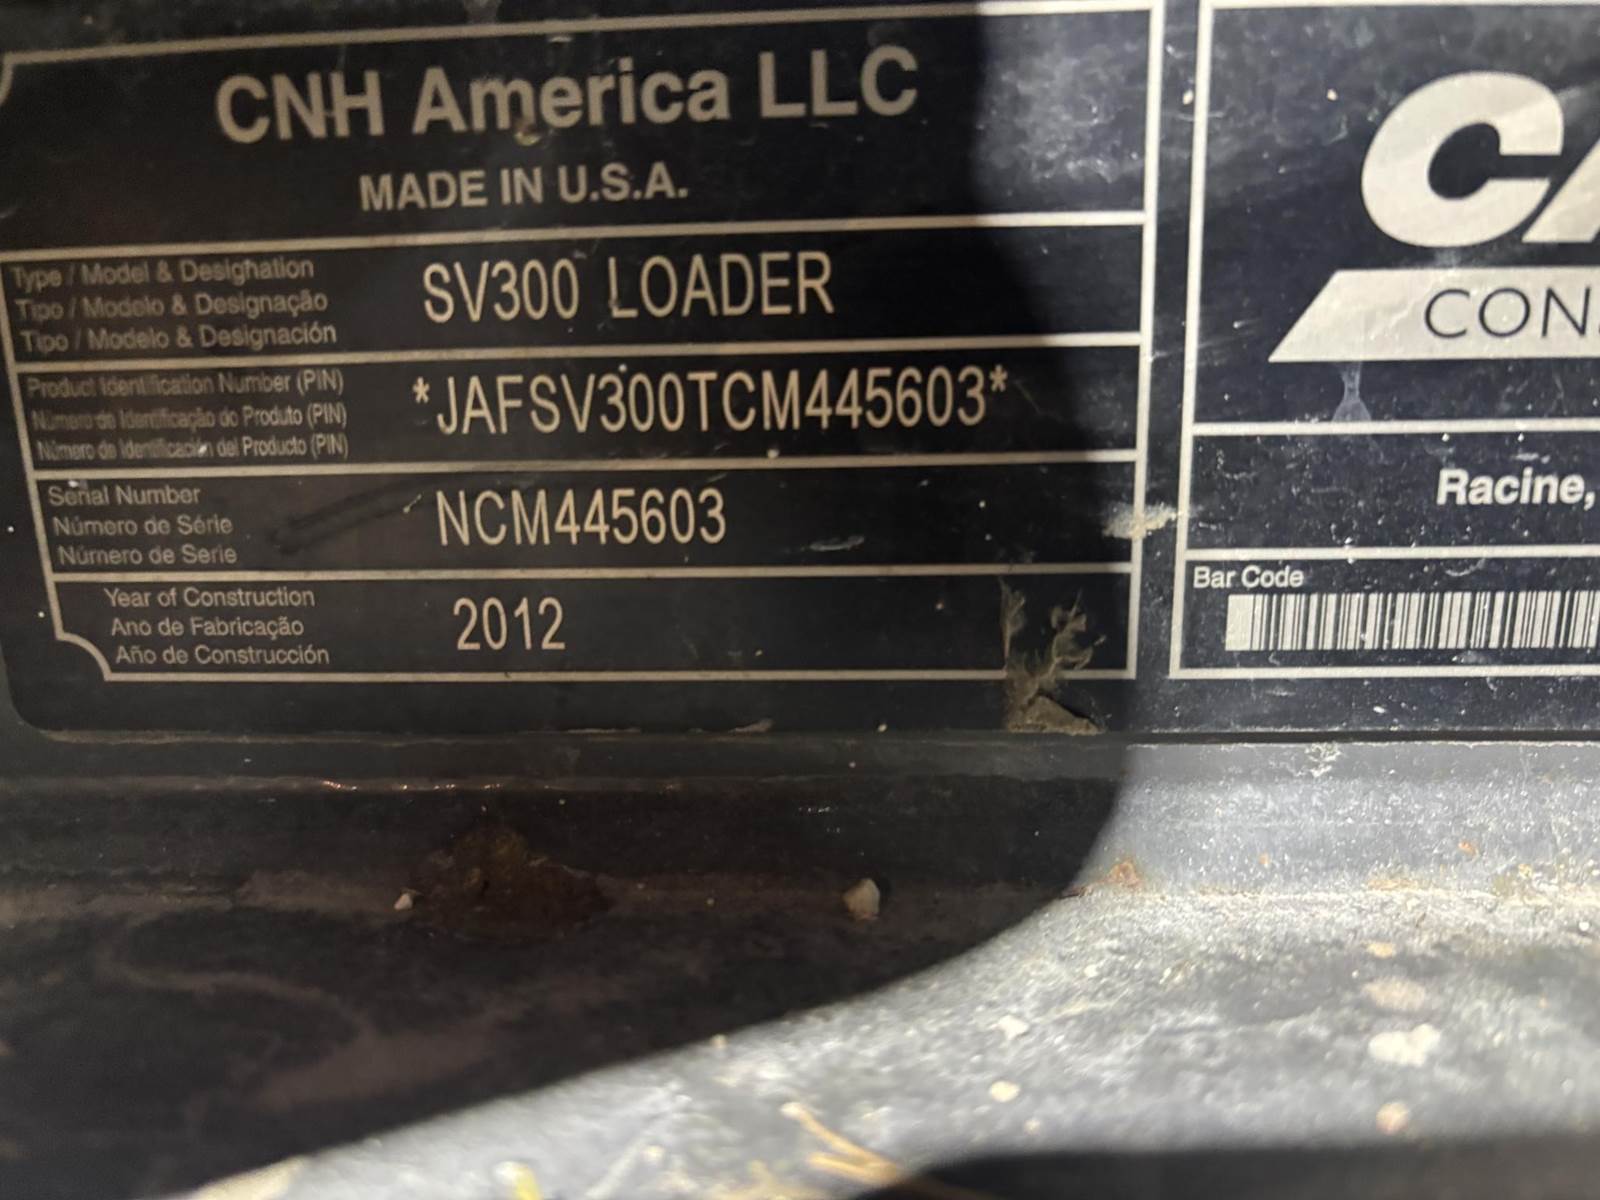 CNH America LLC
MADE IN U.S.A.
Type / Model & Designation
Tipo / Modelo & Designação
Tipo / Modelo & Designación
SV300 LOADER
Product Identification Number (PIN)
Número de Identificação do Produto (PIN)
Número de Identificación del Producto (PIN)
*JAFSV300TCM445603*
Serial Number
Número de Série
Número de Serie
NCM445603
Year of Construction
Ano de Fabricação
Año de Construcción
2012
CA
CON
Racine,
Bar Code